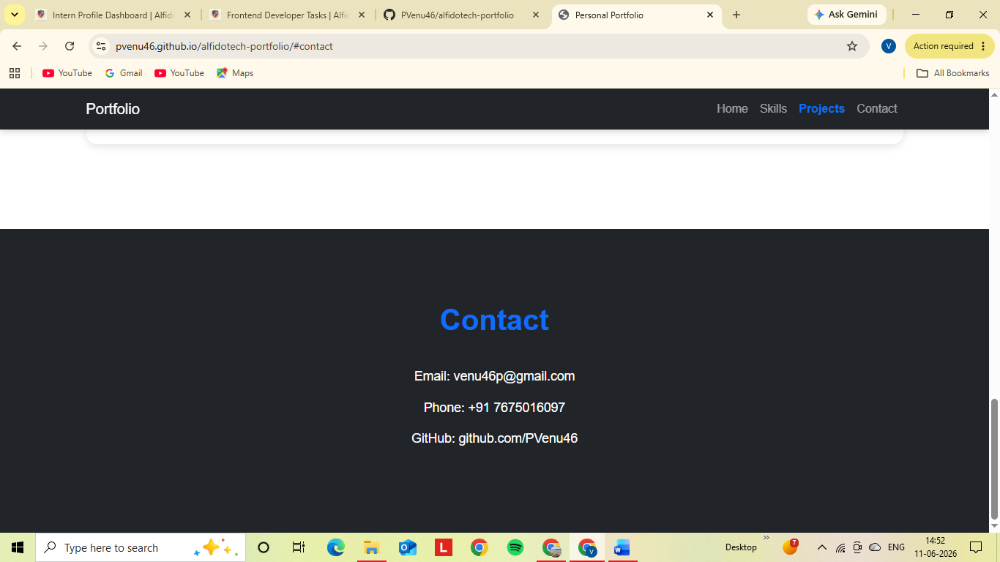 Intern Profile Dashboard | Alfido
Frontend Developer Tasks | Alfid
PVenu46/alfidotech-portfolio
Personal Portfolio
Ask Gemini
pvenu46.github.io/alfidotech-portfolio/#contact
V
Action required
YouTube
Gmail
YouTube
Maps
All Bookmarks
Portfolio
Home
Skills
Projects
Contact
Contact
Email: venu46p@gmail.com
Phone: +91 7675016097
GitHub: github.com/PVenu46
Type here to search
L
V
W
Desktop
7
ENG
14:52
11-06-2026